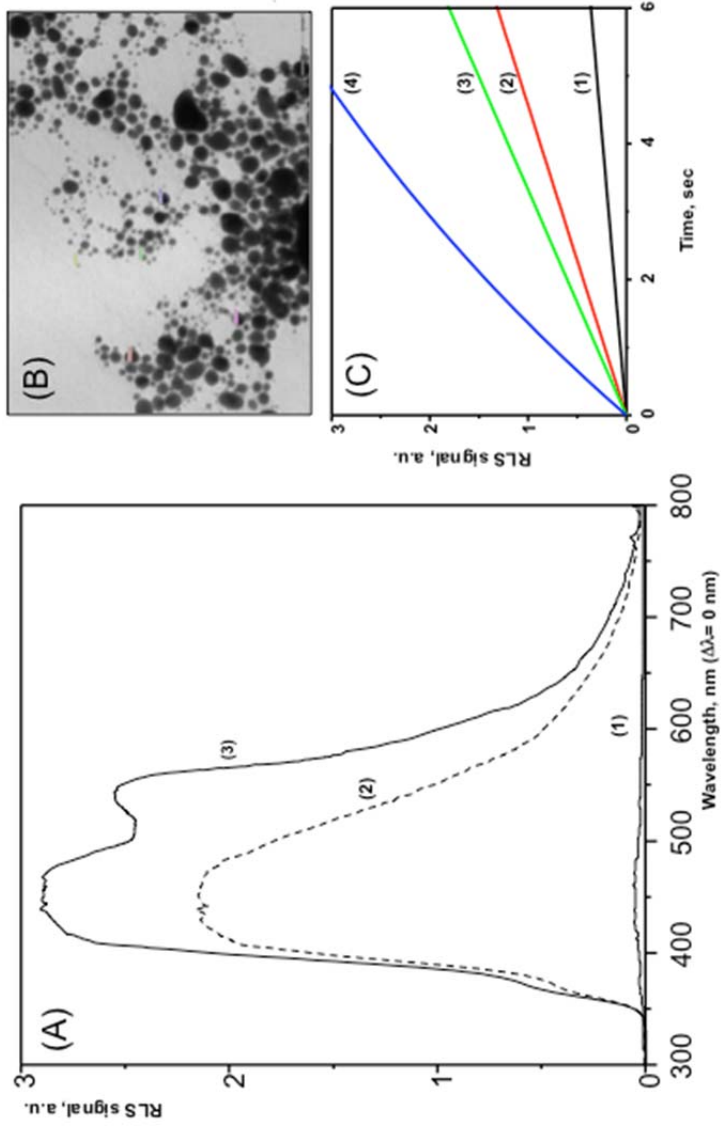 (A)
RLS signal, a.u.
3
2
1
0
(3)
(2)
(1)
300 400 500 600 700 800
Wavelength, nm (Δλ= 0 nm)
(B)
(C)
RLS signal, a.u.
3
2
1
0
(4)
(3)
(2)
(1)
0 2 4 6
Time, sec